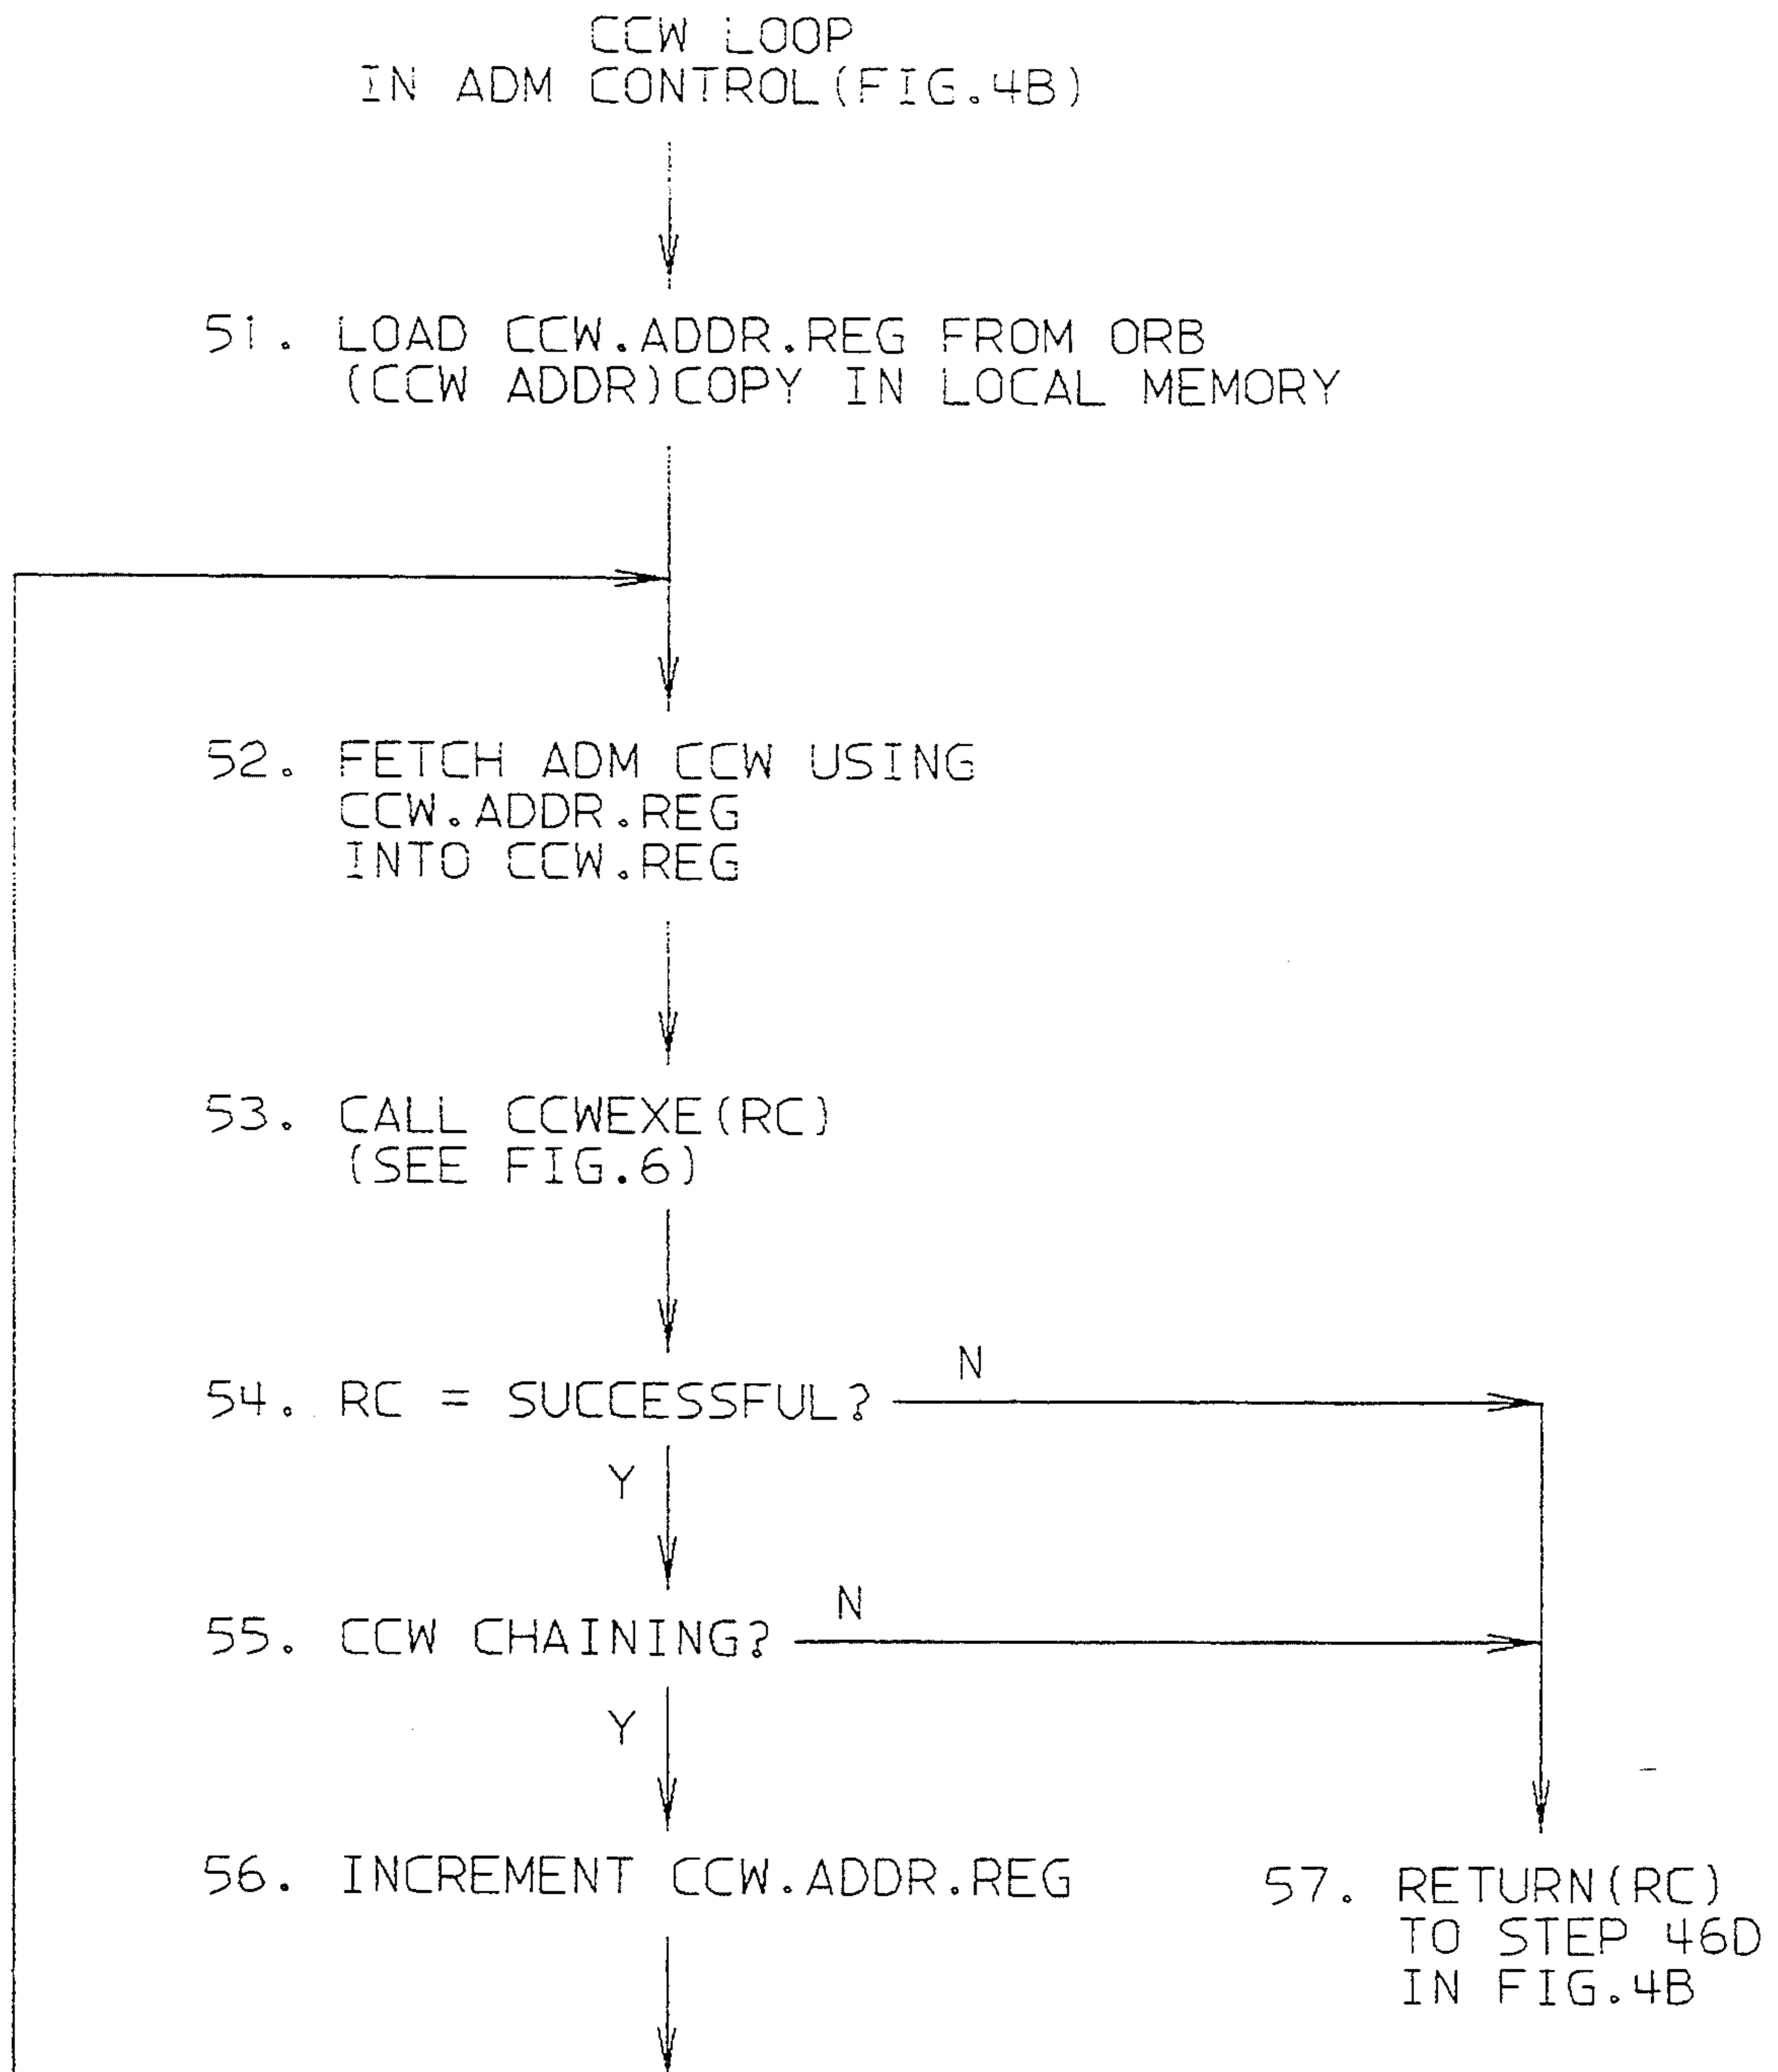 CCW LOOP
IN ADM CONTROL(FIG.4B)
51. LOAD CCW.ADDR.REG FROM ORB
(CCW ADDR)COPY IN LOCAL MEMORY
52. FETCH ADM CCW USING
CCW.ADDR.REG
INTO CCW.REG
53. CALL CCWEXE(RC)
(SEE FIG.6)
54. RC = SUCCESSFUL?
N
Y
55. CCW CHAINING?
N
Y
56. INCREMENT CCW.ADDR.REG
57. RETURN(RC)
TO STEP 46D
IN FIG.4B